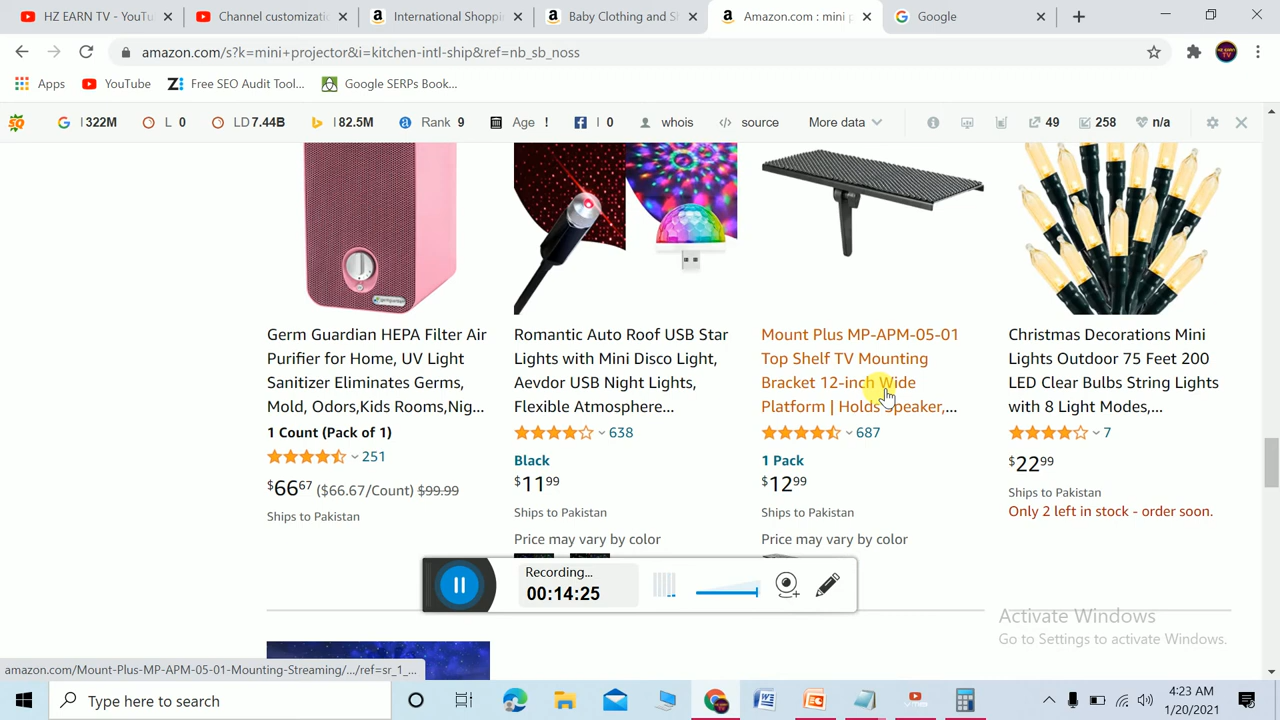 HZ EARN TV - YouT
Channel customizatio
International Shoppi
Baby Clothing and S
Amazon.com : mini p
Google
amazon.com/s?k=mini+projector&i=kitchen-intl-ship&ref=nb_sb_noss
Apps
YouTube
Free SEO Audit Tool...
Google SERPs Book...
I 322M
L 0
LD 7.44B
I 82.5M
Rank 9
Age !
I 0
whois
source
More data
49
258
n/a
Germ Guardian HEPA Filter Air
Purifier for Home, UV Light
Sanitizer Eliminates Germs,
Mold, Odors,Kids Rooms,Nig...
1 Count (Pack of 1)
251
$66 67 ($66.67/Count) $99.99
Ships to Pakistan
Romantic Auto Roof USB Star
Lights with Mini Disco Light,
Aevdor USB Night Lights,
Flexible Atmosphere...
638
Black
$11 99
Ships to Pakistan
Price may vary by color
Mount Plus MP-APM-05-01
Top Shelf TV Mounting
Bracket 12-inch Wide
Platform | Holds Speaker,...
687
1 Pack
$12 99
Ships to Pakistan
Price may vary by color
Christmas Decorations Mini
Lights Outdoor 75 Feet 200
LED Clear Bulbs String Lights
with 8 Light Modes,...
7
$22 99
Ships to Pakistan
Only 2 left in stock - order soon.
Recording...
00:14:25
Activate Windows
Go to Settings to activate Windows.
amazon.com/Mount-Plus-MP-APM-05-01-Mounting-Streaming/.../ref=sr_1_...
Type here to search
4:23 AM
1/20/2021